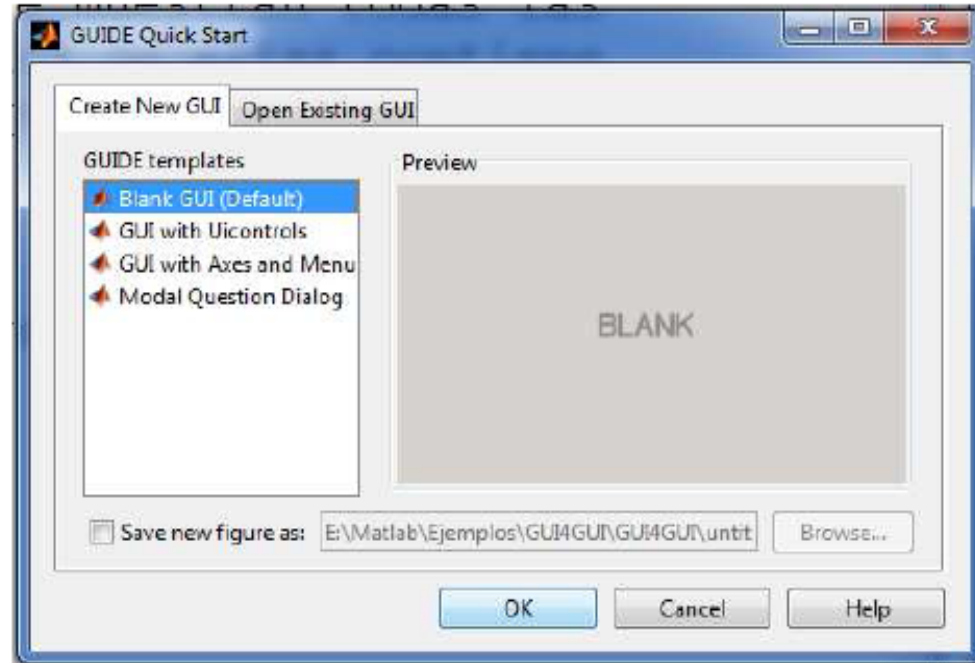 GUIDE Quick Start
Create New GUI
Open Existing GUI
GUIDE templates
Preview
Blank GUI (Default)
GUI with Uicontrols
GUI with Axes and Menu
Modal Question Dialog
BLANK
Save new figure as:
E:\Matlab\Ejemplos\GUI4GUI\GUI4GUI\untit
Browse...
OK
Cancel
Help